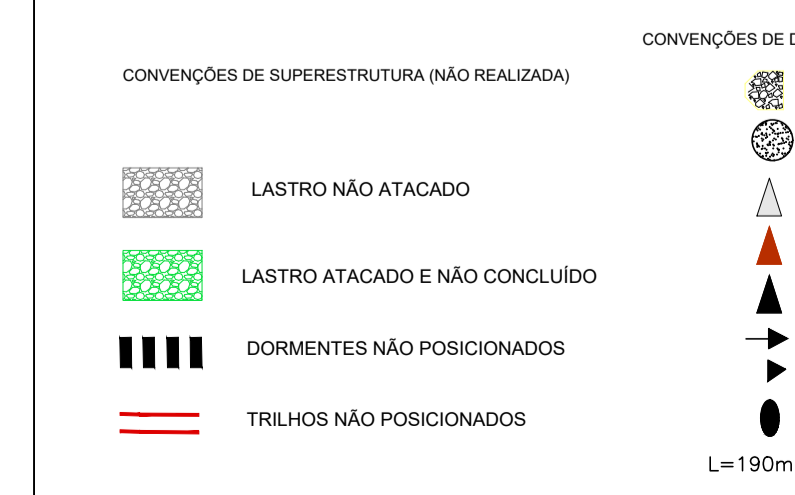 CONVENÇÕES DE SUPERESTRUTURA (NÃO REALIZADA)
LASTRO NÃO ATACADO
LASTRO ATACADO E NÃO CONCLUÍDO
DORMENTES NÃO POSICIONADOS
TRILHOS NÃO POSICIONADOS
CONVENÇÕES DE
L=190m